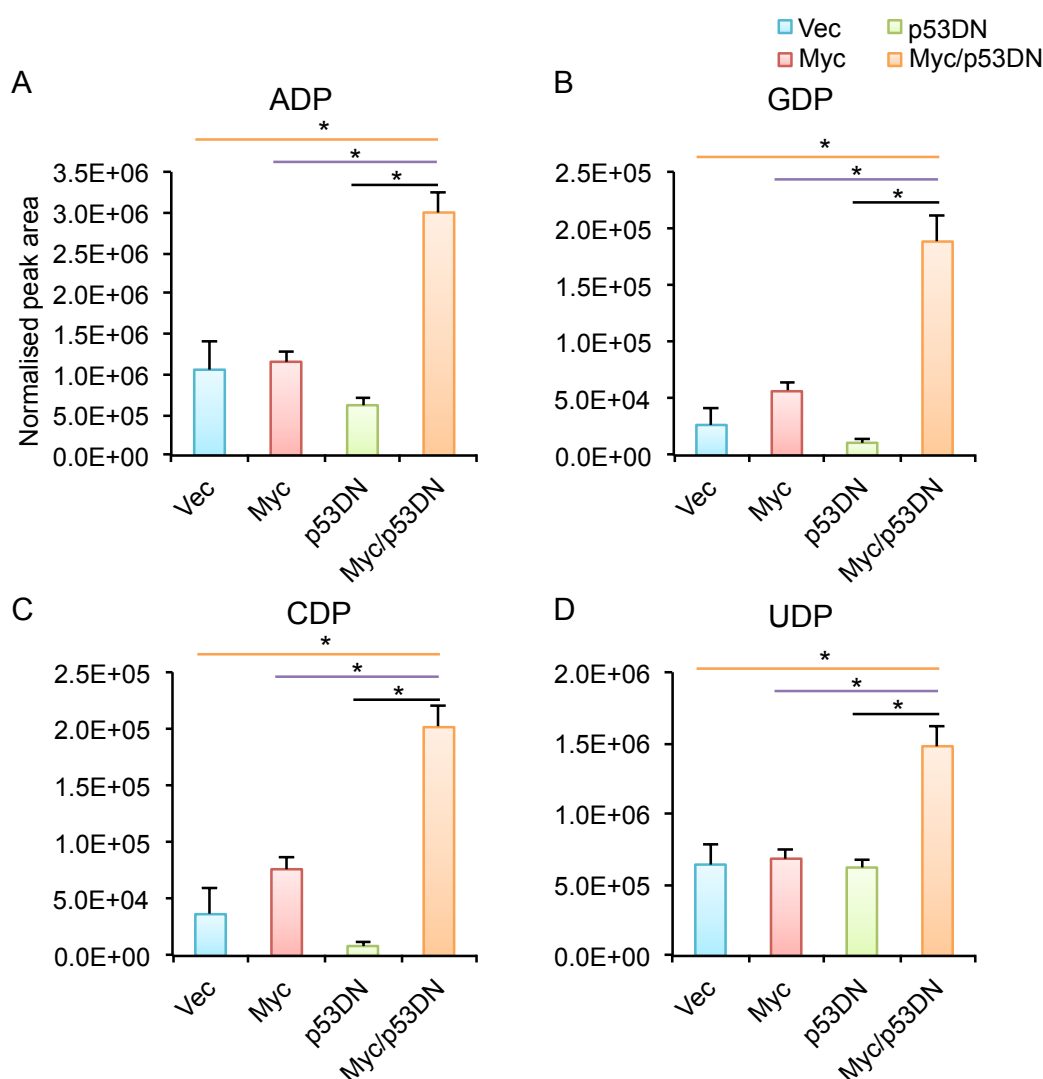 Vec p53DN
Myc Myc/p53DN
A
ADP
*
*
*
Normalised peak area
3.5E+06
3.0E+06
2.5E+06
2.0E+06
1.5E+06
1.0E+06
5.0E+05
0.0E+00
Vec
Myc
p53DN
Myc/p53DN
B
GDP
*
*
*
2.5E+05
2.0E+05
1.5E+05
1.0E+05
5.0E+04
0.0E+00
Vec
Myc
p53DN
Myc/p53DN
C
CDP
*
*
*
2.5E+05
2.0E+05
1.5E+05
1.0E+05
5.0E+04
0.0E+00
Vec
Myc
p53DN
Myc/p53DN
D
UDP
*
*
*
2.0E+06
1.5E+06
1.0E+06
5.0E+05
0.0E+00
Vec
Myc
p53DN
Myc/p53DN